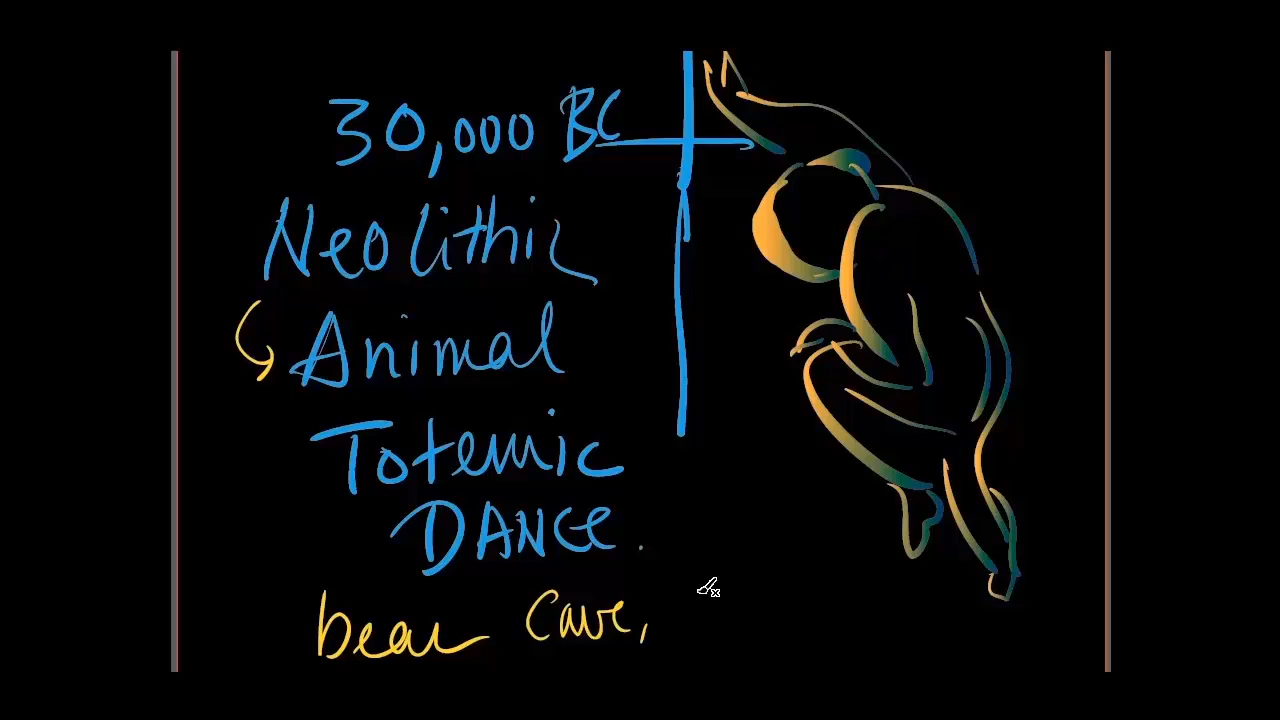 30,000 BC
Neolithic
Animal
Totemic
DANCE.
bear cave,